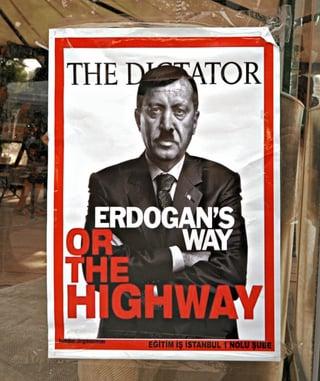 THE DICTATOR
ERDOGAN'S
OR WAY
THE
HIGHWAY
EĞİTİM İŞ İSTANBUL 1 NOLU ŞUBE